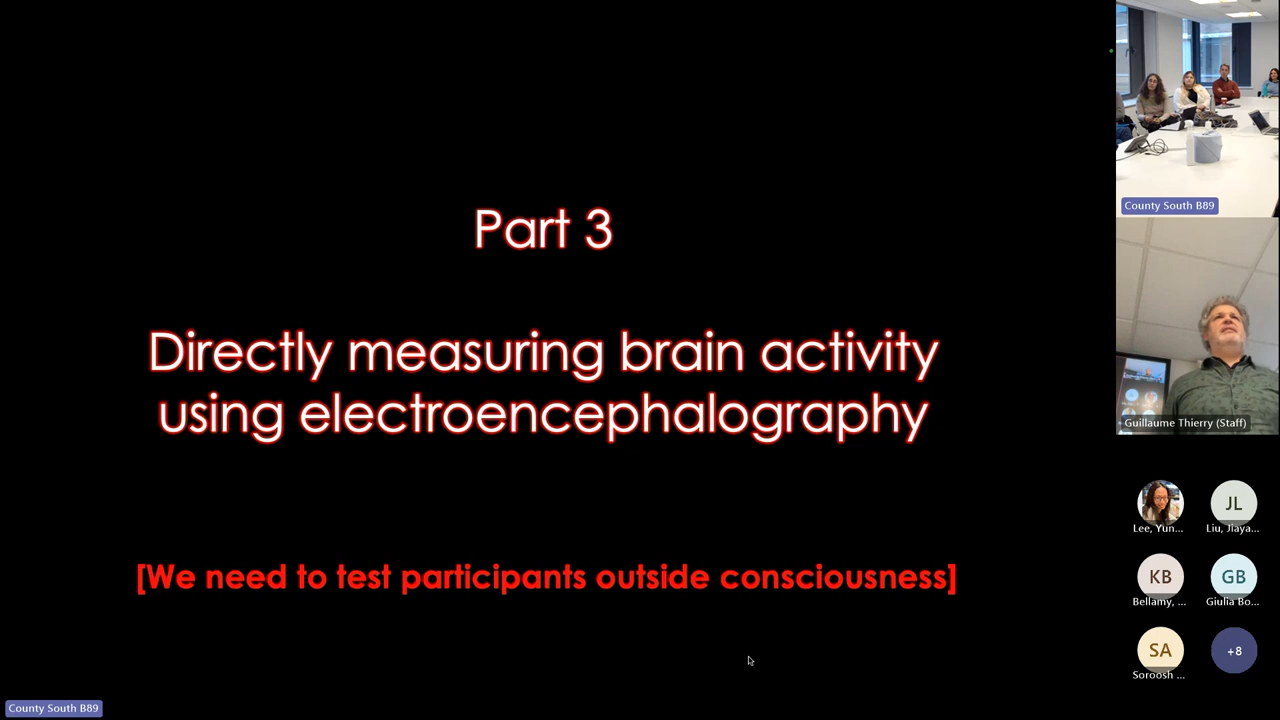 Part 3
Directly measuring brain activity
using electroencephalography
[We need to test participants outside consciousness]
County South B89
County South B89
Guillaume Thierry (Staff)
Lee, Yun...
Liu, Jiaya...
KB
Bellamy, ...
GB
Giulia Bo...
SA
Soroosh ...
+8
JL